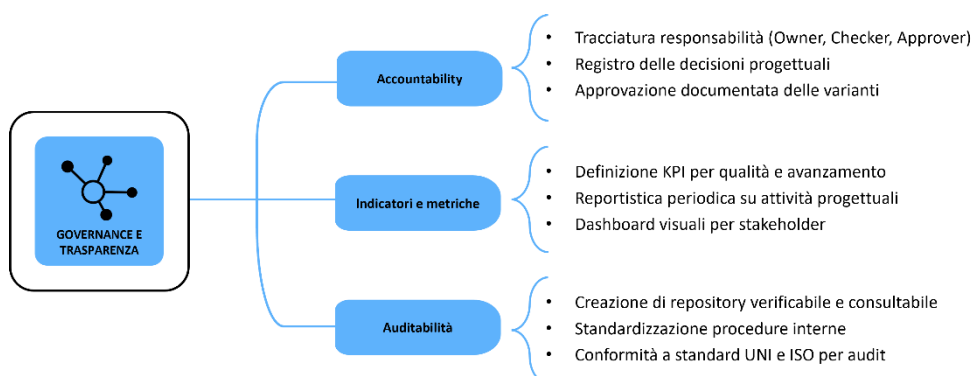 GOVERNANCE E
TRASPARENZA
Accountability
• Tracciatura responsabilità (Owner, Checker, Approver)
• Registro delle decisioni progettuali
• Approvazione documentata delle varianti
Indicatori e metriche
• Definizione KPI per qualità e avanzamento
• Reportistica periodica su attività progettuali
• Dashboard visuali per stakeholder
Auditabilità
• Creazione di repository verificabile e consultabile
• Standardizzazione procedure interne
• Conformità a standard UNI e ISO per audit